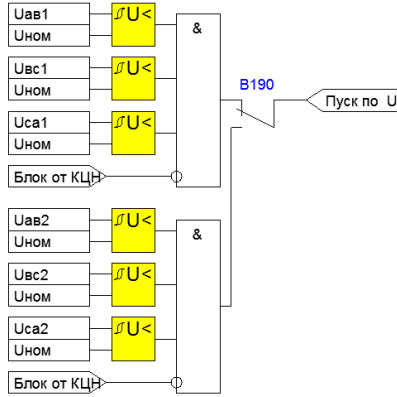 Uав1
Uном
U<
&
Uвс1
Uном
U<
B190
Пуск по U
Uса1
Uном
U<
Блок от КЦН
Uав2
Uном
U<
&
Uвс2
Uном
U<
Uса2
Uном
U<
Блок от КЦН